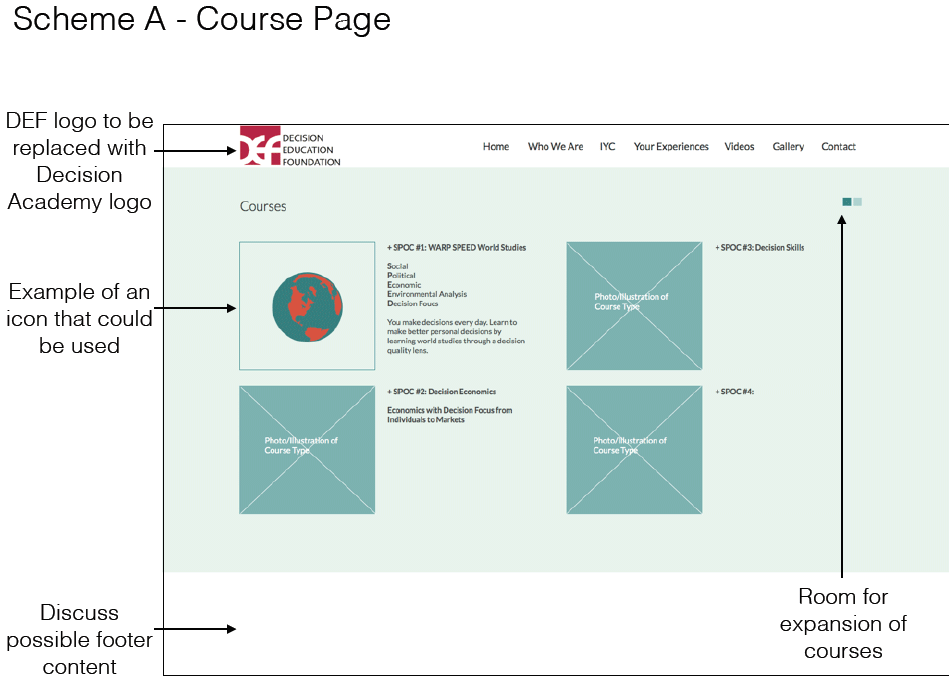 Scheme A - Course Page
DEF logo to be
replaced with
Decision
Academy logo
Def
DECISION
EDUCATION
FOUNDATION
Home Who We Are IYC Your Experiences Videos Gallery Contact
Courses
Example of an
icon that could
be used
+ SPOC #1: WARP SPEED World Studies
Social
Political
Economic
Environmental Analysis
Decision Foucs
You make decisions every day. Learn to
make better personal decisions by
learning world studies through a decision
quality lens.
Photo/Illustration of
Course Type
+ SPOC #3: Decision Skills
Photo/Illustration of
Course Type
+ SPOC #2: Decision Economics
Economics with Decision Focus from
Individuals to Markets
Photo/Illustration of
Course Type
+ SPOC #4:
Discuss
possible footer
content
Room for
expansion of
courses